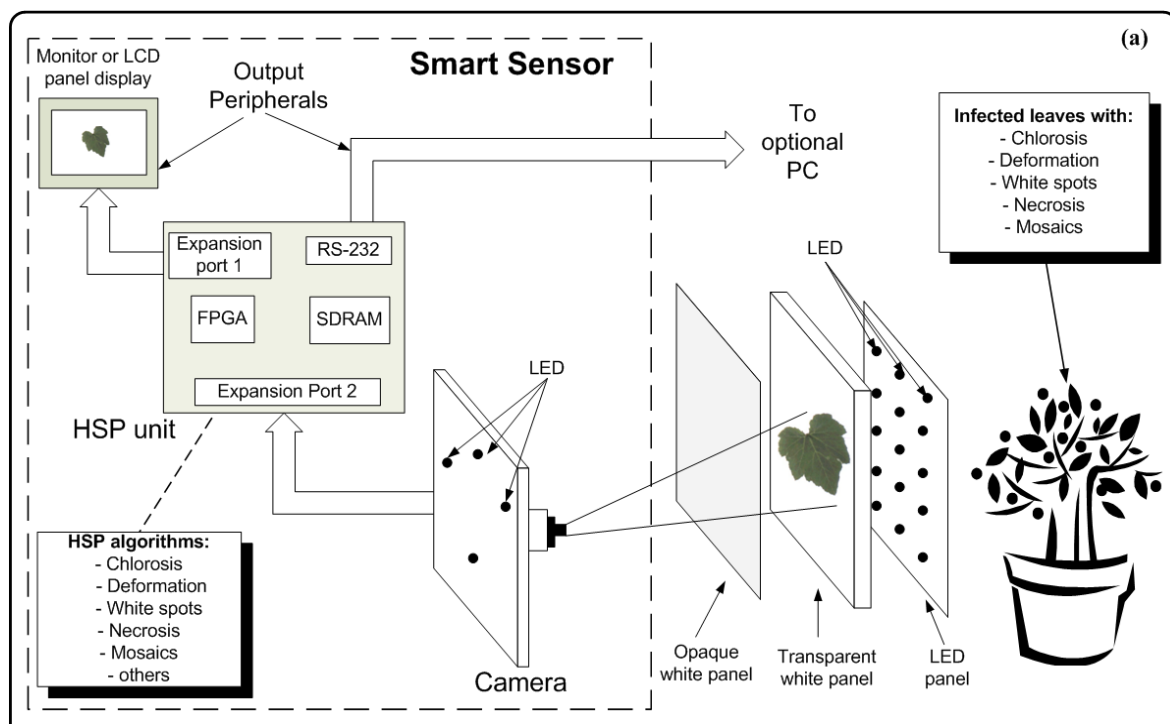 (a)
Monitor or LCD
panel display
Output
Peripherals
Smart Sensor
To
optional
PC
Infected leaves with:
- Chlorosis
- Deformation
- White spots
- Necrosis
- Mosaics
Expansion
port 1
RS-232
FPGA
SDRAM
Expansion Port 2
HSP unit
LED
LED
HSP algorithms:
- Chlorosis
- Deformation
- White spots
- Necrosis
- Mosaics
- others
Camera
Opaque
white panel
Transparent
white panel
LED
panel